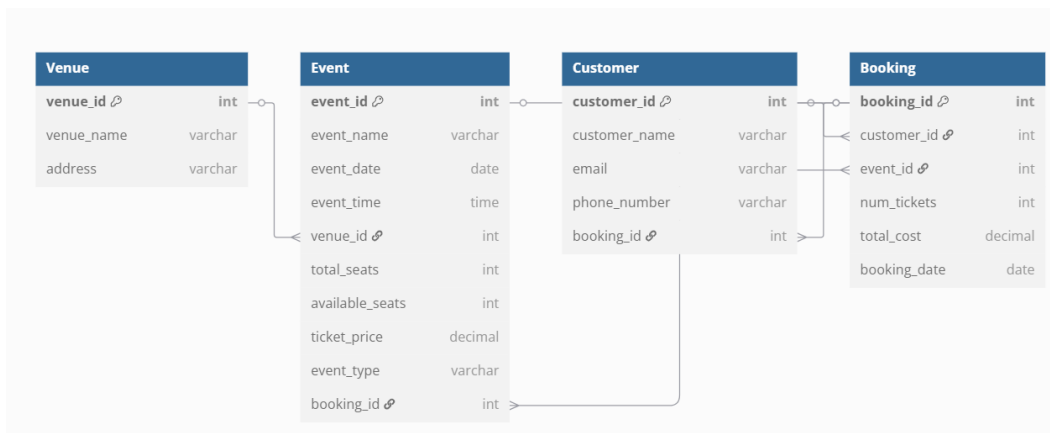 Venue
venue_id int
venue_name varchar
address varchar
Event
event_id int
event_name varchar
event_date date
event_time time
venue_id int
total_seats int
available_seats int
ticket_price decimal
event_type varchar
booking_id int
Customer
customer_id int
customer_name varchar
email varchar
phone_number varchar
booking_id int
Booking
booking_id int
customer_id int
event_id int
num_tickets int
total_cost decimal
booking_date date